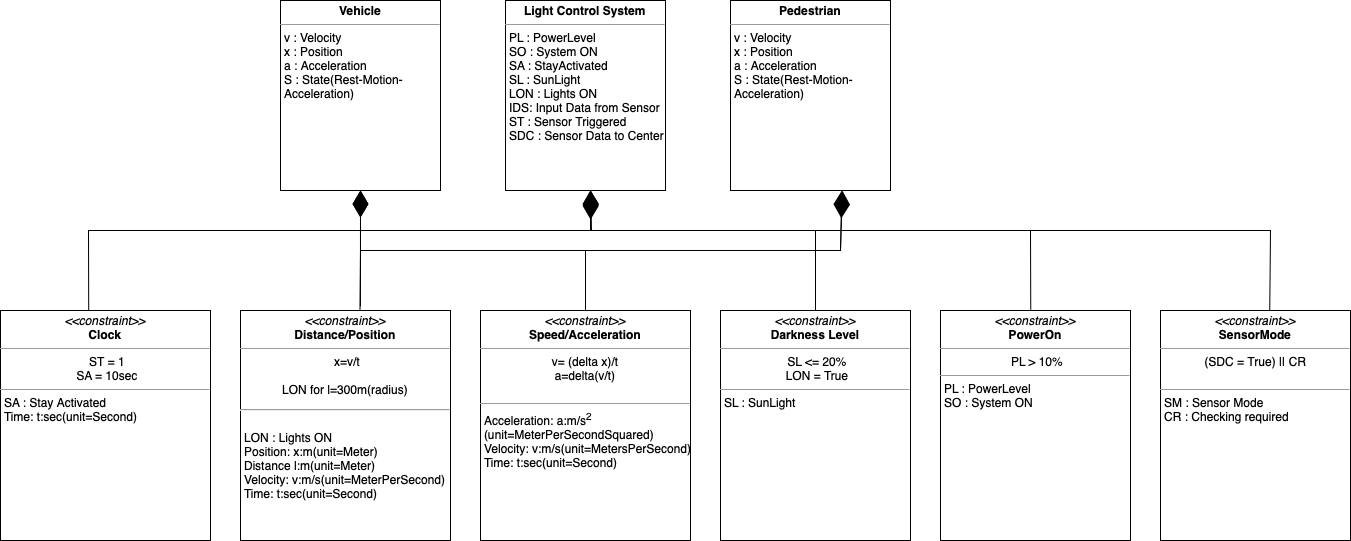 Vehicle
v : Velocity
x : Position
a : Acceleration
S : State(Rest-Motion-
Acceleration)
Light Control System
PL : PowerLevel
SO : System ON
SA : StayActivated
SL : SunLight
LON : Lights ON
IDS: Input Data from Sensor
ST : Sensor Triggered
SDC : Sensor Data to Center
Pedestrian
v : Velocity
x : Position
a : Acceleration
S : State(Rest-Motion-
Acceleration)
<<constraint>>
Clock
ST = 1
SA = 10sec
SA : Stay Activated
Time: t:sec(unit=Second)
<<constraint>>
Distance/Position
x=v/t
LON for l=300m(radius)
LON : Lights ON
Position: x:m(unit=Meter)
Distance l:m(unit=Meter)
Velocity: v:m/s(unit=MeterPerSecond)
Time: t:sec(unit=Second)
<<constraint>>
Speed/Acceleration
v= (delta x)/t
a=delta(v/t)
Acceleration: a:m/s²
(unit=MeterPerSecondSquared)
Velocity: v:m/s(unit=MetersPerSecond)
Time: t:sec(unit=Second)
<<constraint>>
Darkness Level
SL <= 20%
LON = True
SL : SunLight
<<constraint>>
PowerOn
PL > 10%
PL : PowerLevel
SO : System ON
<<constraint>>
SensorMode
(SDC = True) || CR
SM : Sensor Mode
CR : Checking required